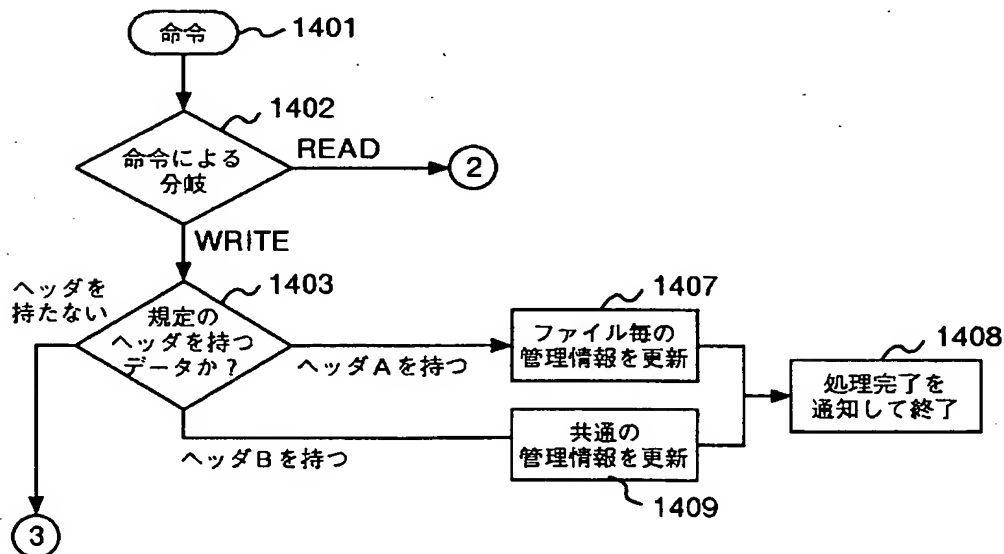 命令
1401
1402
命令による
分岐
READ
2
WRITE
1403
ヘッダを
持たない
規定の
ヘッダを持つ
データか?
ヘッダAを持つ
1407
ファイル毎の
管理情報を更新
1408
処理完了を
通知して終了
ヘッダBを持つ
共通の
管理情報を更新
1409
3